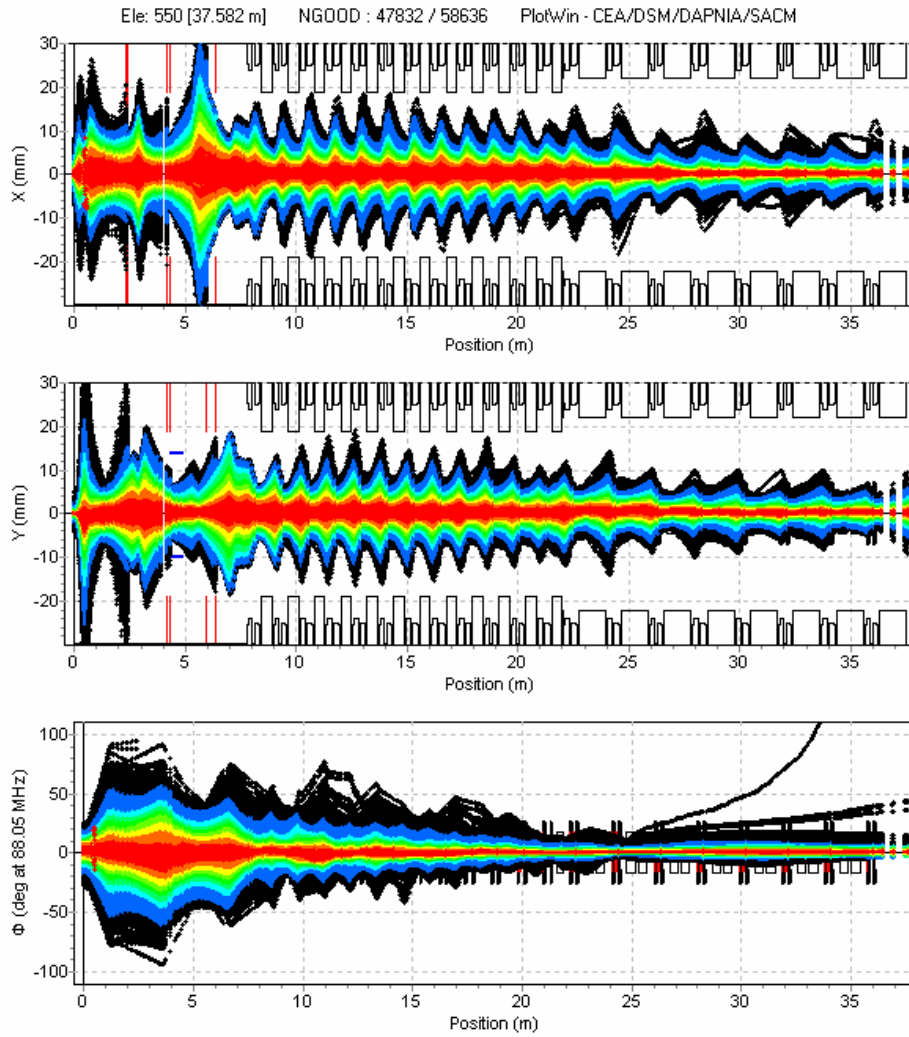 Ele: 550 [37.582 m] NGOOD : 47832 / 58636 PlotWin - CEA/DSM/DAPNIA/SACM
30
20
10
0
-10
-20
X (mm)
0 5 10 15 20 25 30 35
Position (m)
30
20
10
0
-10
-20
Y (mm)
0 5 10 15 20 25 30 35
Position (m)
100
50
0
-50
-100
Φ (deg at 88.05 MHz)
0 5 10 15 20 25 30 35
Position (m)